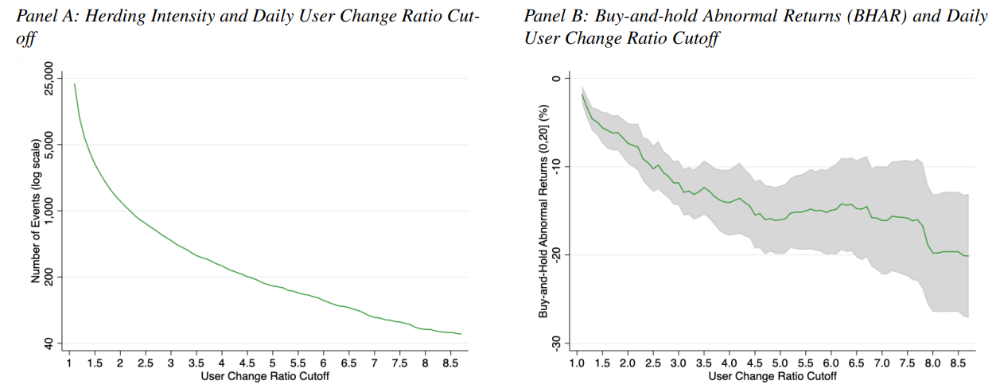 Panel A: Herding Intensity and Daily User Change Ratio Cut-
off
25,000
5,000
1,000
200
40
Number of Events (log scale)
1 1.5 2 2.5 3 3.5 4 4.5 5 5.5 6 6.5 7 7.5 8 8.5
User Change Ratio Cutoff
Panel B: Buy-and-hold Abnormal Returns (BHAR) and Daily
User Change Ratio Cutoff
0
-10
-20
-30
Buy-and-Hold Abnormal Returns (0,20] (%)
1.0 1.5 2.0 2.5 3.0 3.5 4.0 4.5 5.0 5.5 6.0 6.5 7.0 7.5 8.0 8.5
User Change Ratio Cutoff